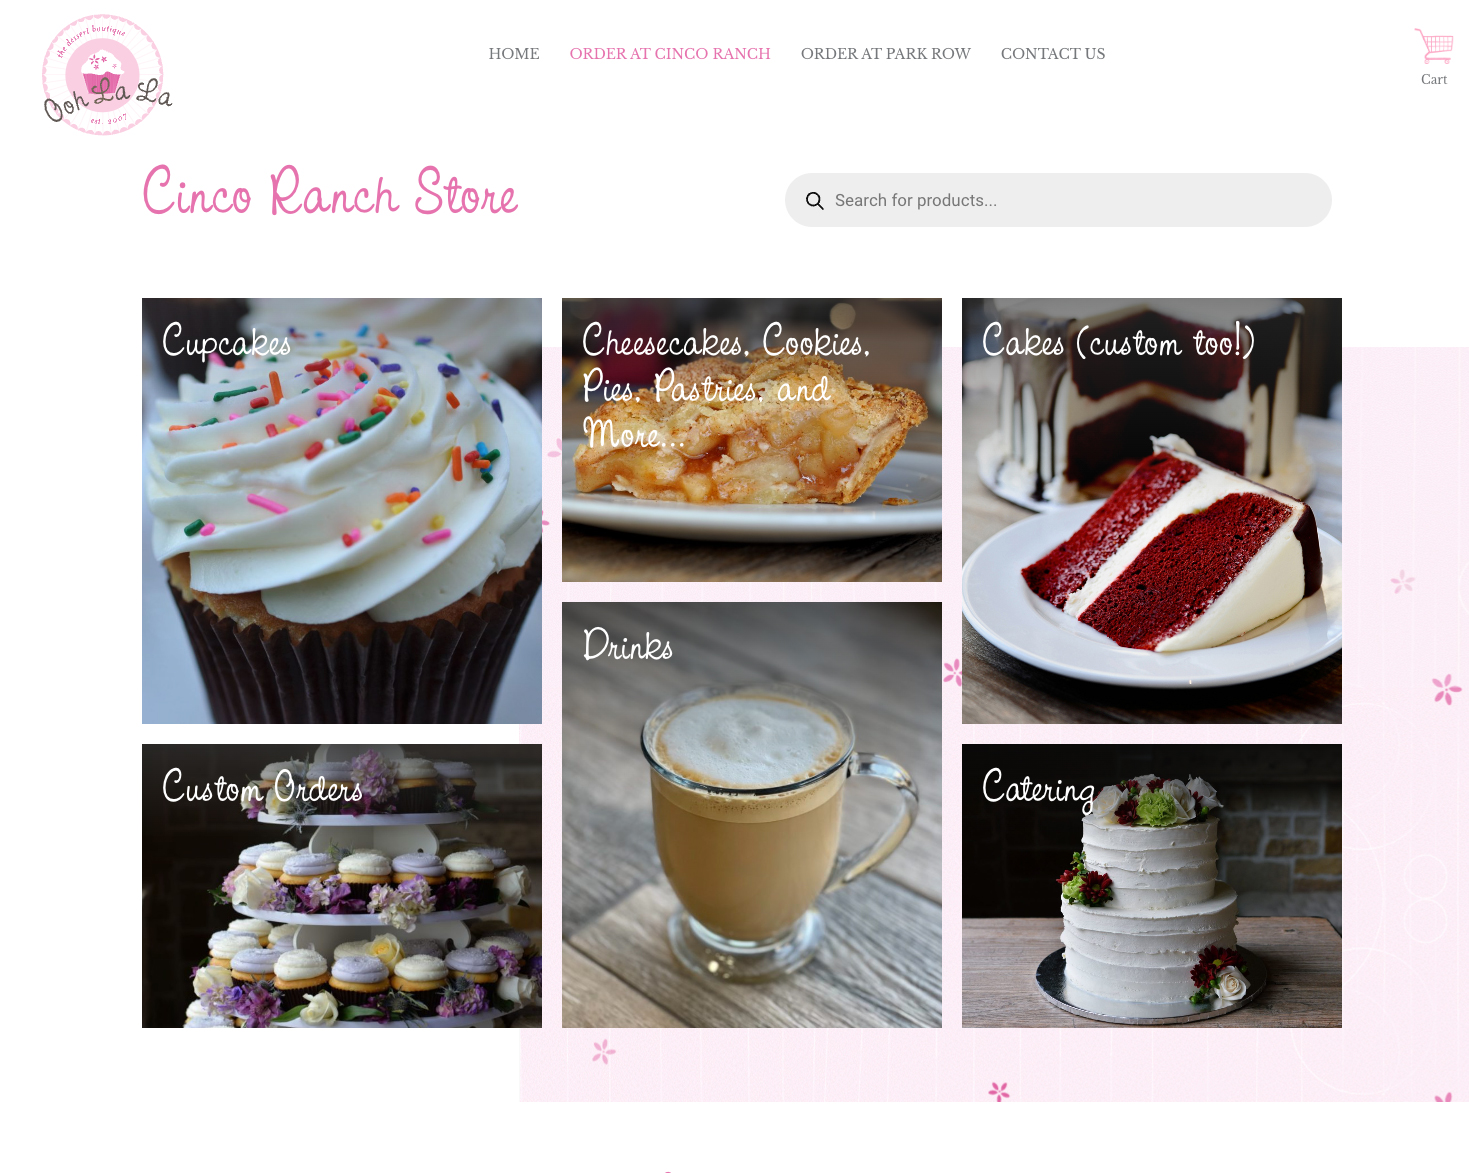 the dessert boutique
Ooh La La
est. 2007
HOME
ORDER AT CINCO RANCH
ORDER AT PARK ROW
CONTACT US
Cart
Cinco Ranch Store
Search for products...
Cupcakes
Cheesecakes, Cookies,
Pies, Pastries, and
More...
Cakes (custom too!)
Drinks
Custom Orders
Catering